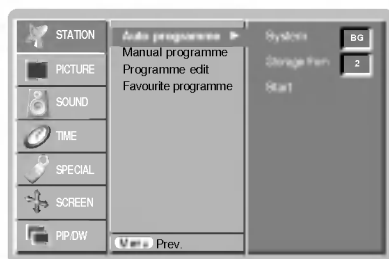 STATION
PICTURE
SOUND
TIME
SPECIAL
SCREEN
PIP/DW
Auto programme
Manual programme
Programme edit
Favourite programme
Menu Prev.
System BG
Storage from 2
Start